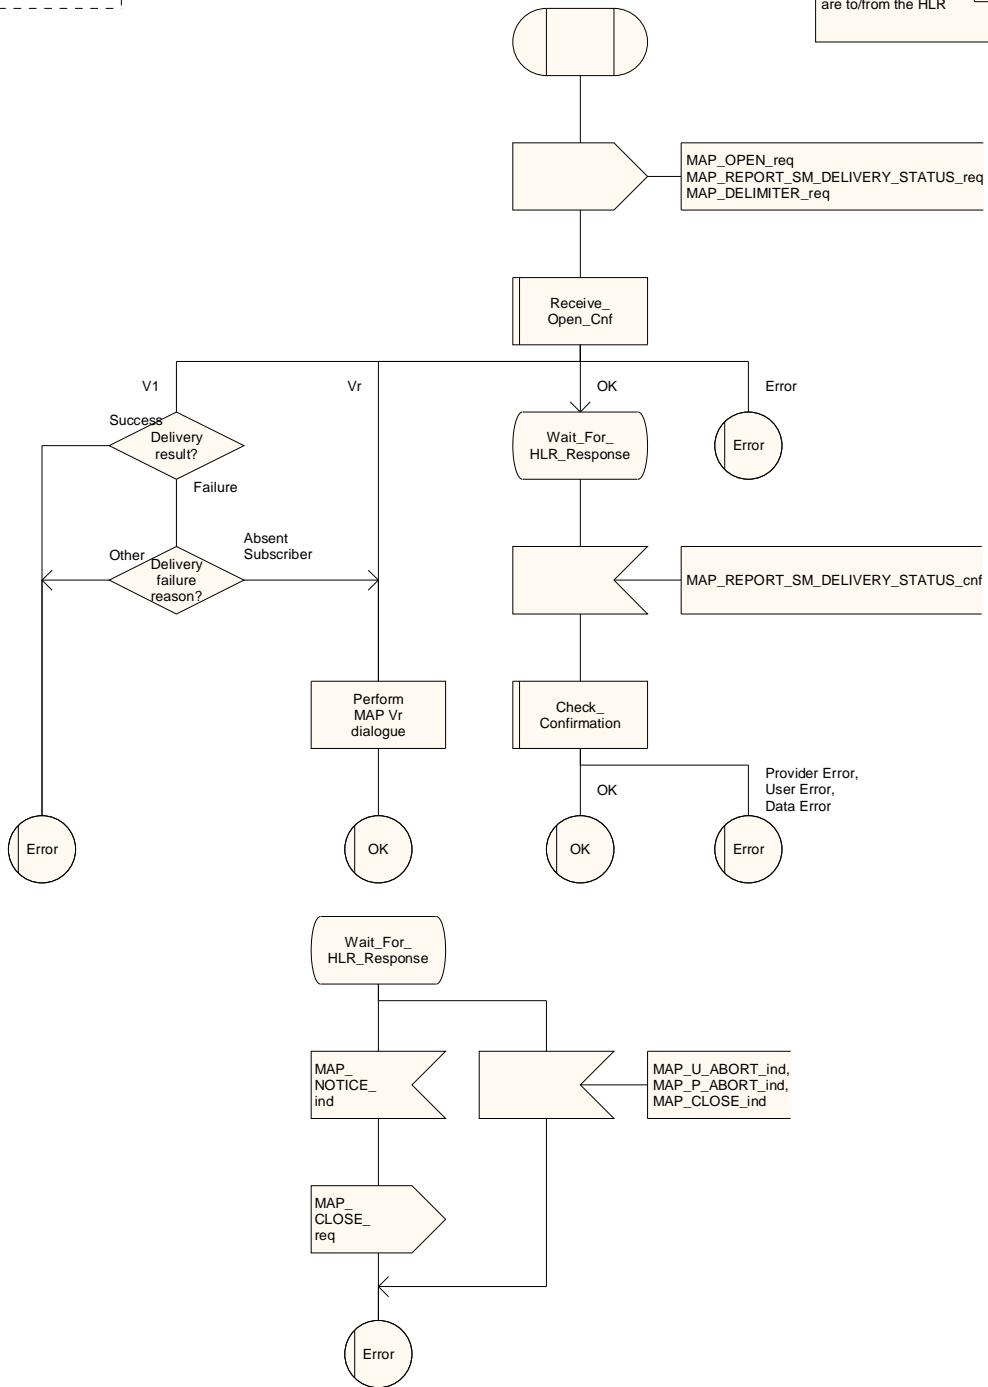 are to/from the HLR
MAP_OPEN_req
MAP_REPORT_SM_DELIVERY_STATUS_req
MAP_DELIMITER_req
Receive_
Open_Cnf
V1
Vr
OK
Error
Success
Delivery
result?
Wait_For_
HLR_Response
Error
Failure
Other
Absent
Subscriber
Delivery
failure
reason?
MAP_REPORT_SM_DELIVERY_STATUS_cnf
Perform
MAP Vr
dialogue
Check_
Confirmation
OK
Provider Error,
User Error,
Data Error
Error
OK
OK
Error
Wait_For_
HLR_Response
MAP_
NOTICE_
ind
MAP_U_ABORT_ind,
MAP_P_ABORT_ind,
MAP_CLOSE_ind
MAP_
CLOSE_
req
Error